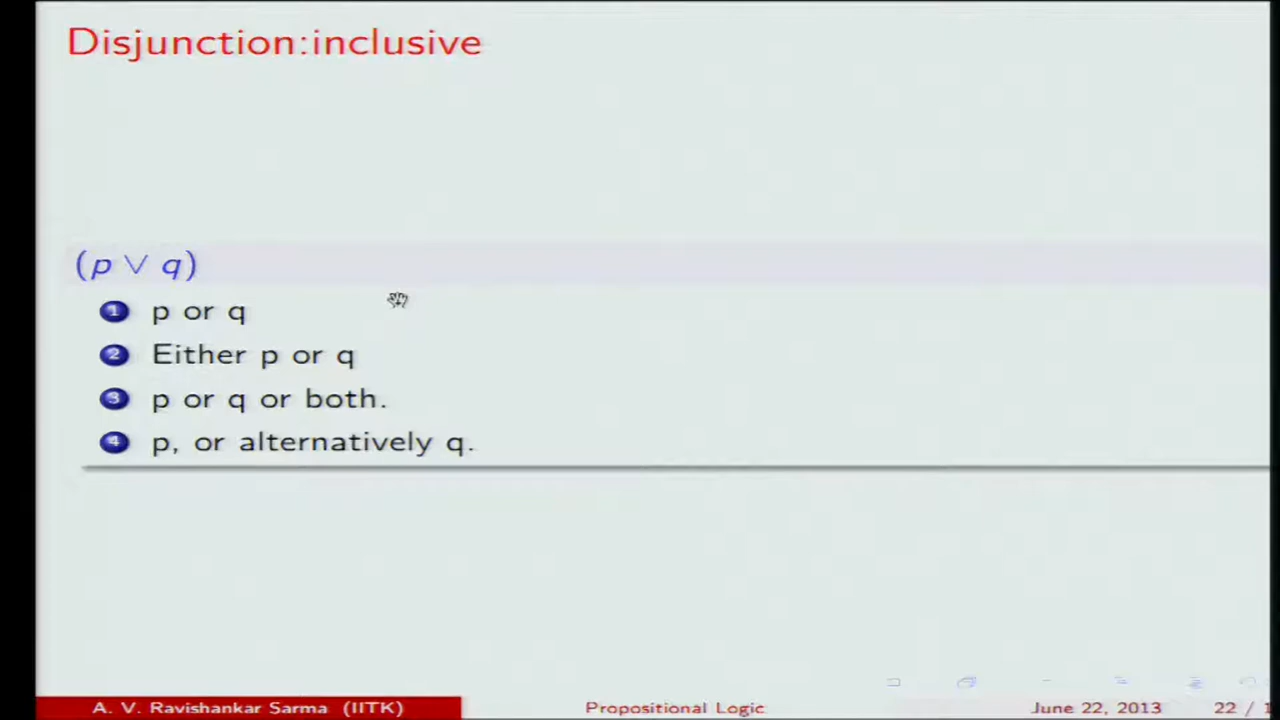 Disjunction:inclusive
(p ∨ q)
1 p or q
2 Either p or q
3 p or q or both.
4 p, or alternatively q.
A. V. Ravishankar Sarma (IITK) Propositional Logic June 22, 2013 22 /